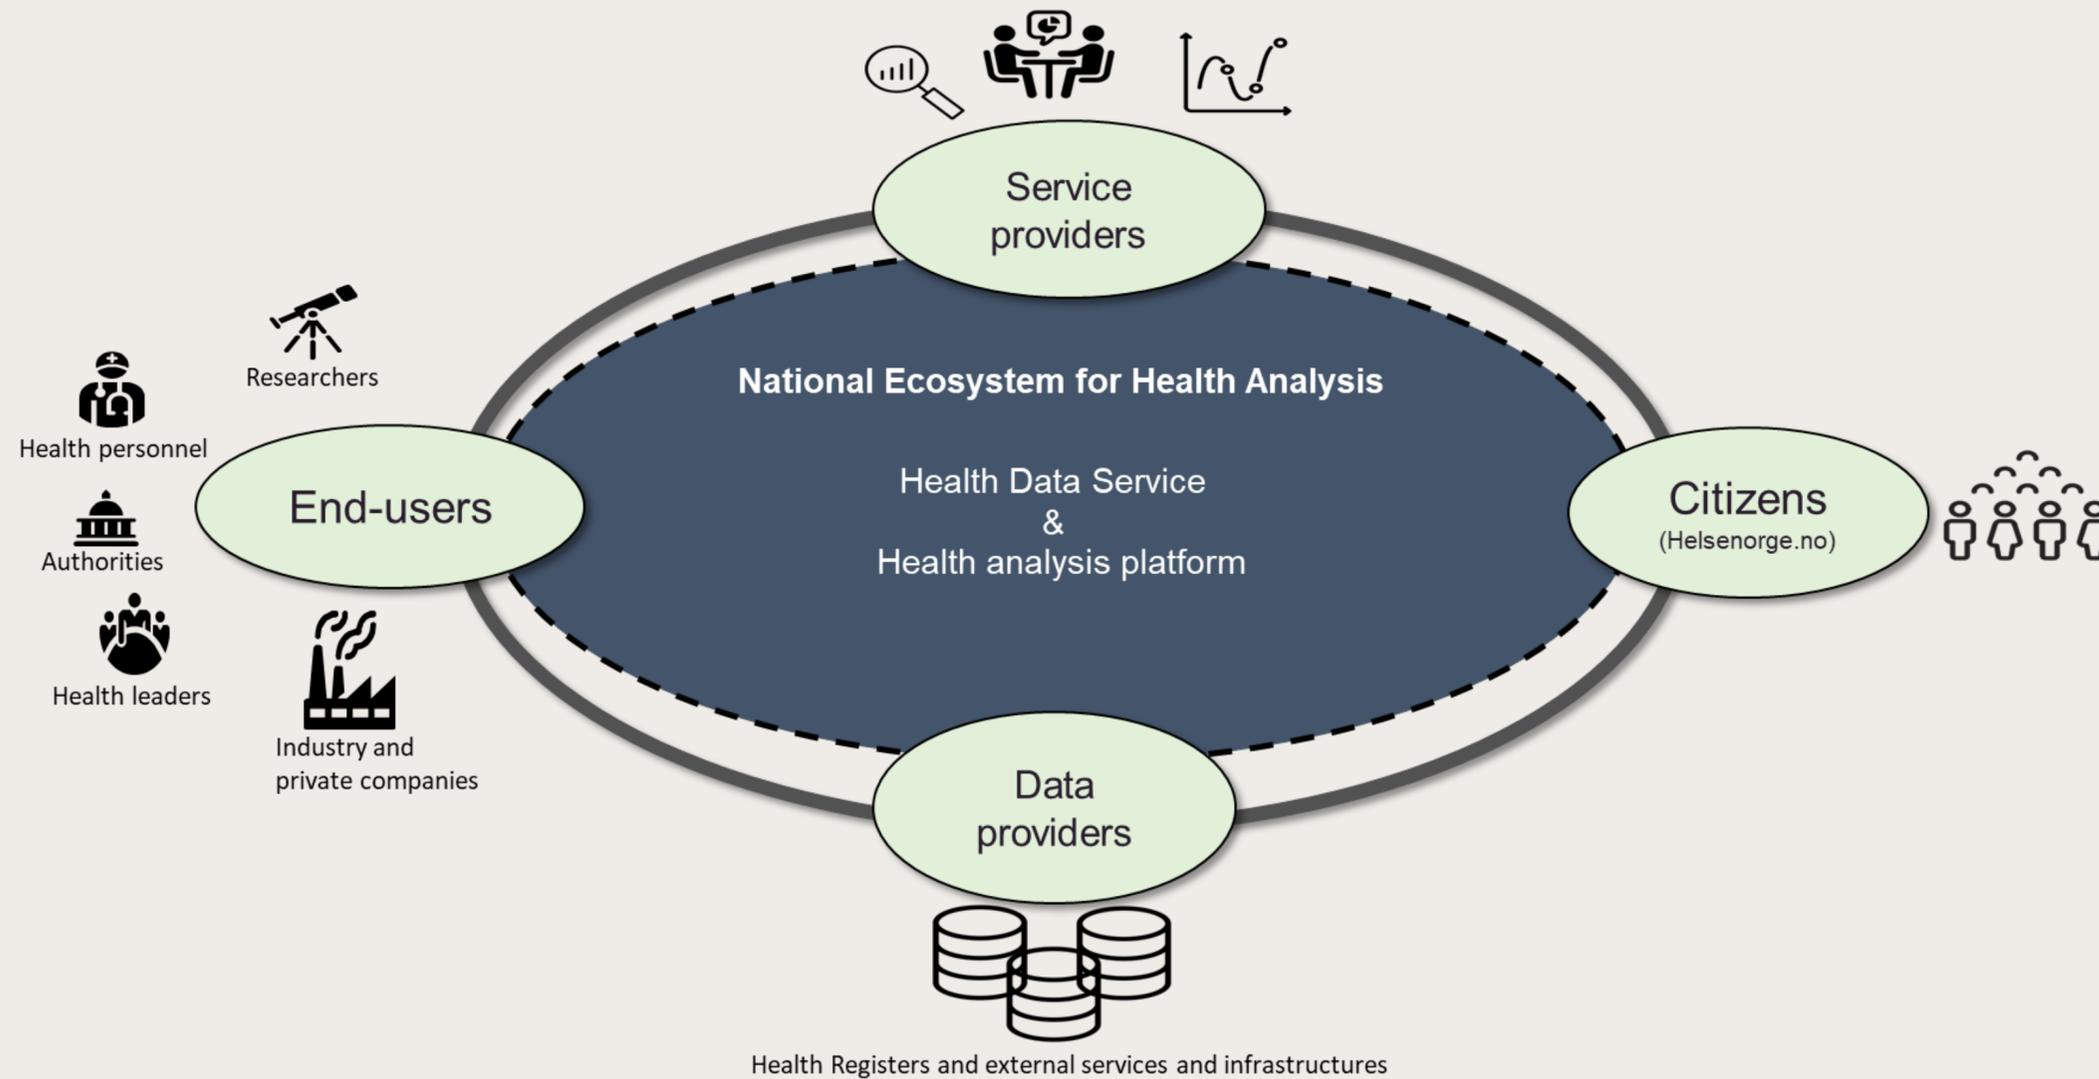 Service
providers
National Ecosystem for Health Analysis
Health Data Service
&
Health analysis platform
Researchers
Health personnel
End-users
Authorities
Health leaders
Industry and
private companies
Citizens
(Helsenorge.no)
Data
providers
Health Registers and external services and infrastructures